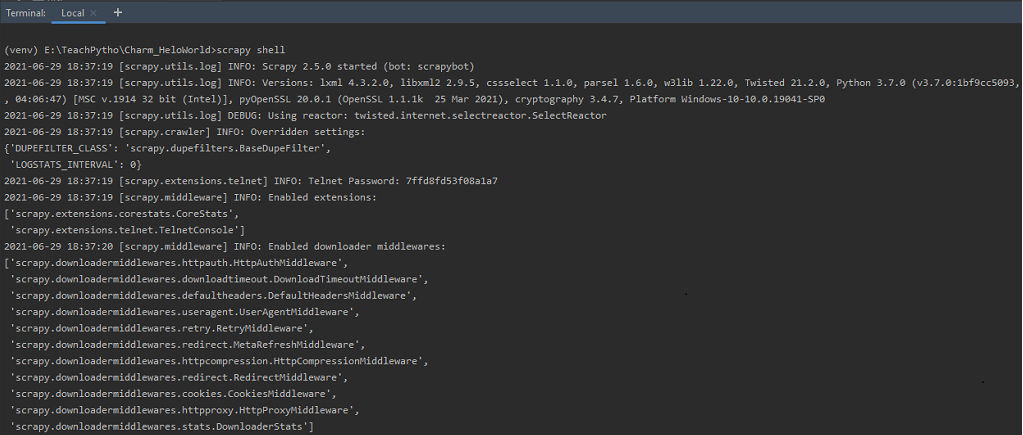 Terminal: Local × +
(venv) E:\TeachPytho\Charm_HeloWorld>scrapy shell
2021-06-29 18:37:19 [scrapy.utils.log] INFO: Scrapy 2.5.0 started (bot: scrapybot)
2021-06-29 18:37:19 [scrapy.utils.log] INFO: Versions: lxml 4.3.2.0, libxml2 2.9.5, cssselect 1.1.0, parsel 1.6.0, w3lib 1.22.0, Twisted 21.2.0, Python 3.7.0 (v3.7.0:1bf9cc5093,
, 04:06:47) [MSC v.1914 32 bit (Intel)], pyOpenSSL 20.0.1 (OpenSSL 1.1.1k  25 Mar 2021), cryptography 3.4.7, Platform Windows-10-10.0.19041-SP0
2021-06-29 18:37:19 [scrapy.utils.log] DEBUG: Using reactor: twisted.internet.selectreactor.SelectReactor
2021-06-29 18:37:19 [scrapy.crawler] INFO: Overridden settings:
{'DUPEFILTER_CLASS': 'scrapy.dupefilters.BaseDupeFilter',
 'LOGSTATS_INTERVAL': 0}
2021-06-29 18:37:19 [scrapy.extensions.telnet] INFO: Telnet Password: 7ffd8fd53f08a1a7
2021-06-29 18:37:19 [scrapy.middleware] INFO: Enabled extensions:
['scrapy.extensions.corestats.CoreStats',
 'scrapy.extensions.telnet.TelnetConsole']
2021-06-29 18:37:20 [scrapy.middleware] INFO: Enabled downloader middlewares:
['scrapy.downloadermiddlewares.httpauth.HttpAuthMiddleware',
 'scrapy.downloadermiddlewares.downloadtimeout.DownloadTimeoutMiddleware',
 'scrapy.downloadermiddlewares.defaultheaders.DefaultHeadersMiddleware',
 'scrapy.downloadermiddlewares.useragent.UserAgentMiddleware',
 'scrapy.downloadermiddlewares.retry.RetryMiddleware',
 'scrapy.downloadermiddlewares.redirect.MetaRefreshMiddleware',
 'scrapy.downloadermiddlewares.httpcompression.HttpCompressionMiddleware',
 'scrapy.downloadermiddlewares.redirect.RedirectMiddleware',
 'scrapy.downloadermiddlewares.cookies.CookiesMiddleware',
 'scrapy.downloadermiddlewares.httpproxy.HttpProxyMiddleware',
 'scrapy.downloadermiddlewares.stats.DownloaderStats']